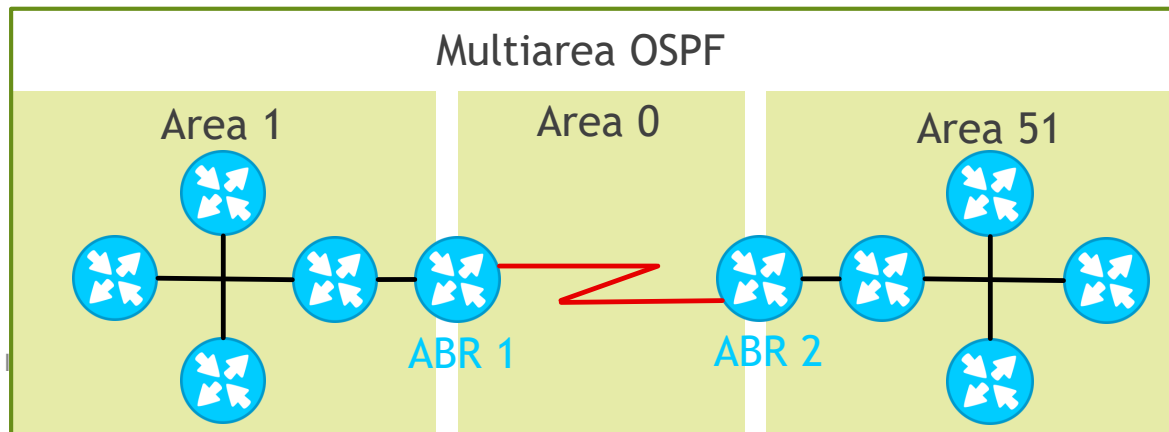 Multiarea OSPF
Area 1
Area 0
Area 51
ABR 1
ABR 2